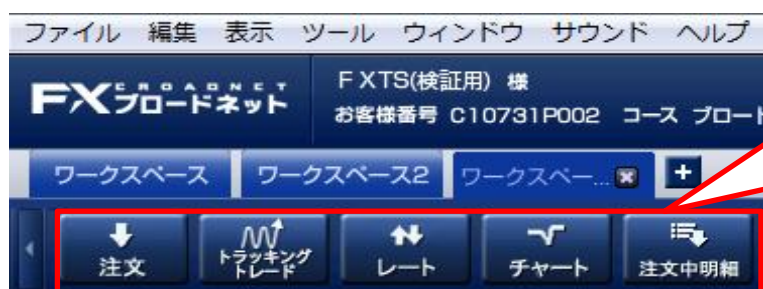 ファイル 編集 表示 ツール ウィンドウ サウンド ヘルプ
FXブロードネット
BROADNET
FXTS(検証用) 様
お客様番号 C10731P002 コース ブロード
ワークスペース ワークスペース2 ワークスペー...
注文
トラッキング
トレード
レート
チャート
注文中明細